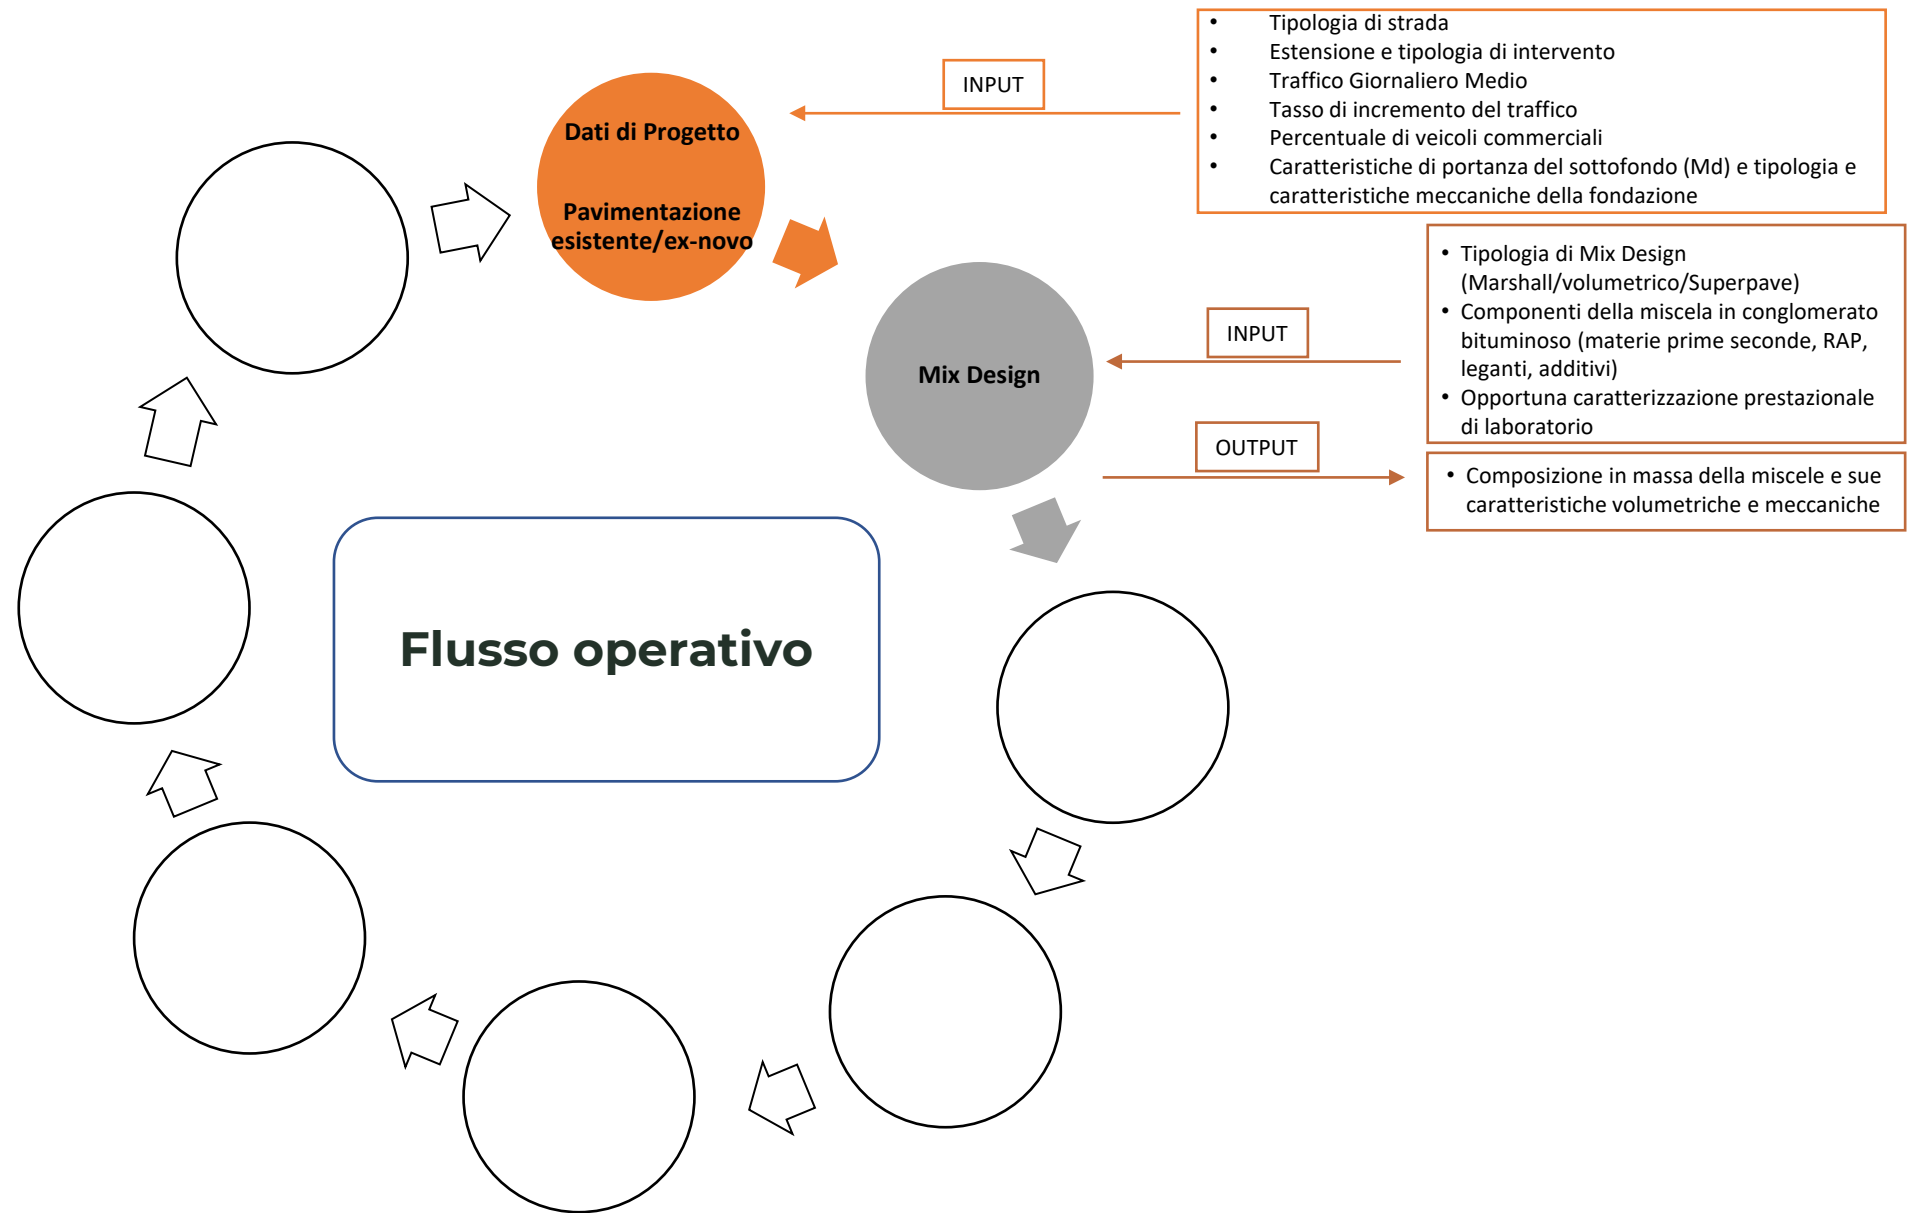 • Tipologia di strada
• Estensione e tipologia di intervento
• Traffico Giornaliero Medio
• Tasso di incremento del traffico
• Percentuale di veicoli commerciali
• Caratteristiche di portanza del sottofondo (Md) e tipologia e
caratteristiche meccaniche della fondazione
INPUT
Dati di Progetto
Pavimentazione
esistente/ex-novo
• Tipologia di Mix Design
(Marshall/volumetrico/Superpave)
• Componenti della miscela in conglomerato
bituminoso (materie prime seconde, RAP,
leganti, additivi)
• Opportuna caratterizzazione prestazionale
di laboratorio
INPUT
Mix Design
OUTPUT
• Composizione in massa della miscele e sue
caratteristiche volumetriche e meccaniche
Flusso operativo